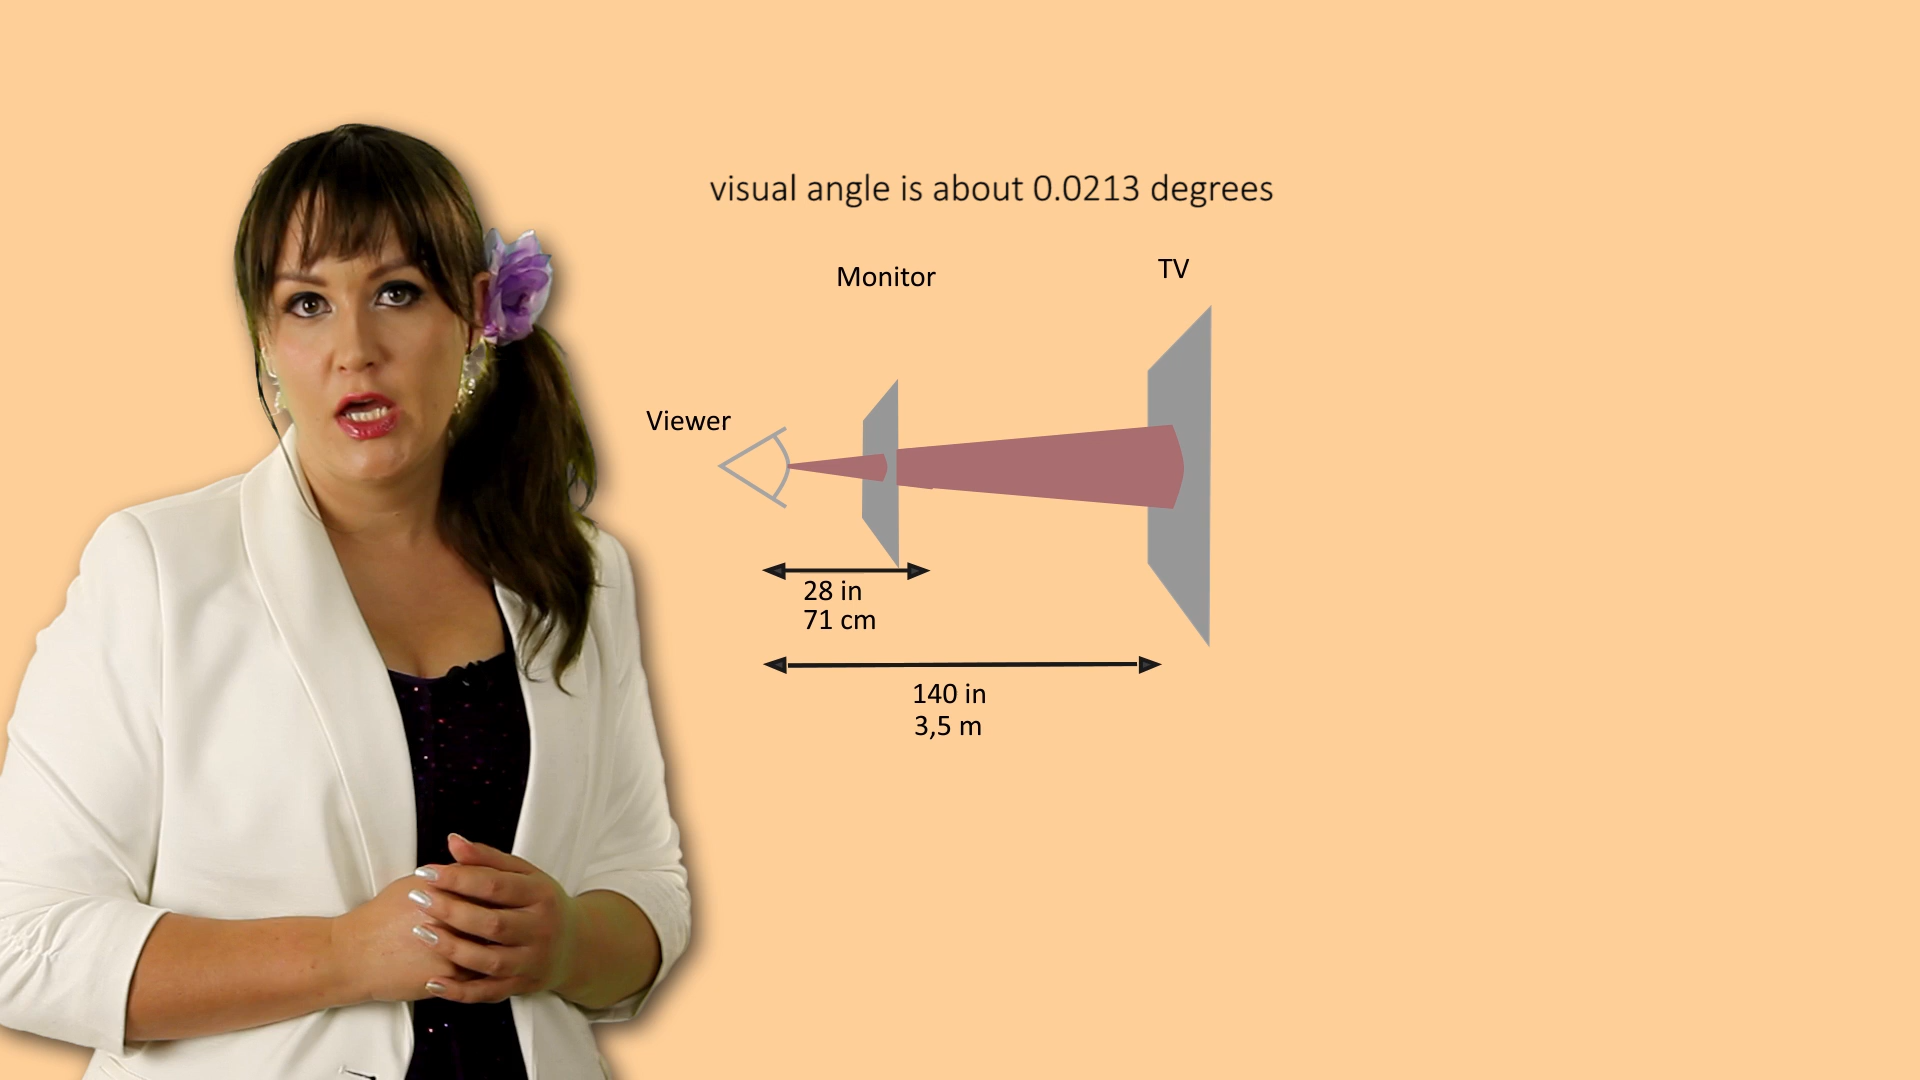 visual angle is about 0.0213 degrees
Monitor
TV
Viewer
28 in
71 cm
140 in
3,5 m